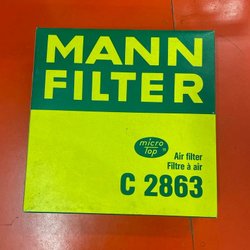 MANN
FILTER
micro
Top
®
Air filter
Filtre à air
C 2863